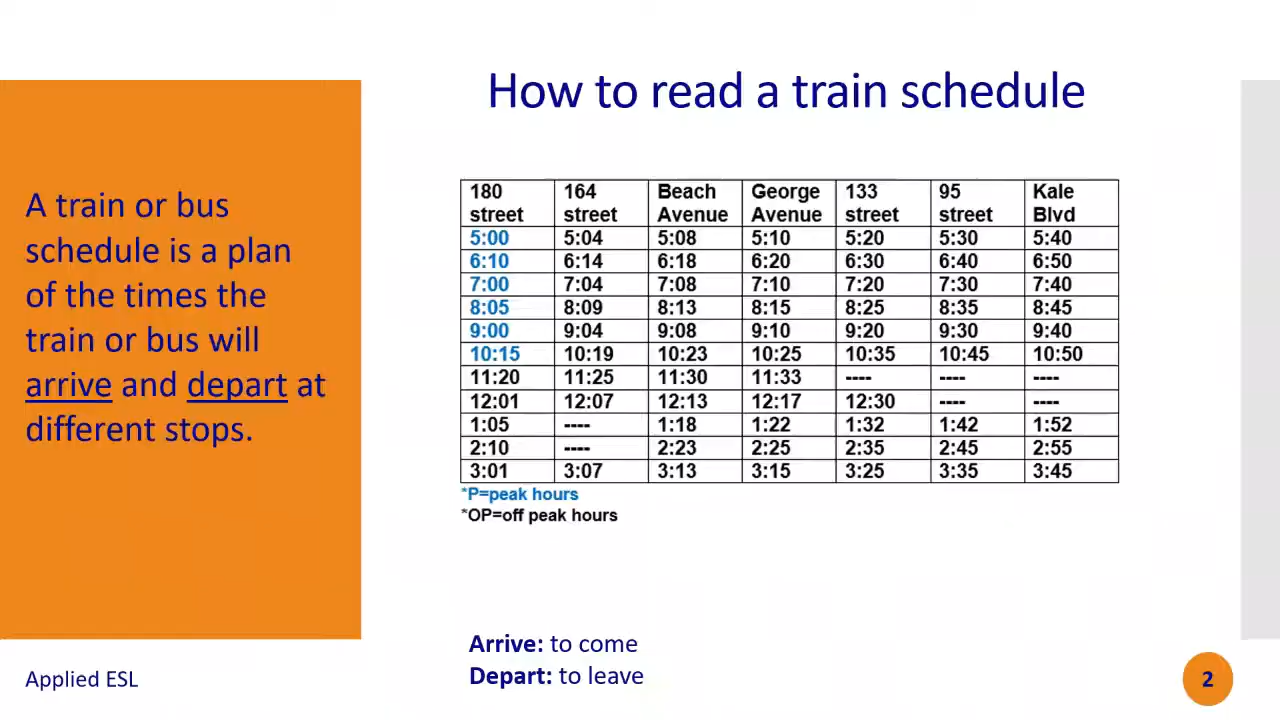 How to read a train schedule
A train or bus
schedule is a plan
of the times the
train or bus will
arrive and depart at
different stops.
180 street 164 street Beach Avenue George Avenue 133 street 95 street Kale Blvd
5:00 5:04 5:08 5:10 5:20 5:30 5:40
6:10 6:14 6:18 6:20 6:30 6:40 6:50
7:00 7:04 7:08 7:10 7:20 7:30 7:40
8:05 8:09 8:13 8:15 8:25 8:35 8:45
9:00 9:04 9:08 9:10 9:20 9:30 9:40
10:15 10:19 10:23 10:25 10:35 10:45 10:50
11:20 11:25 11:30 11:33 ---- ---- ----
12:01 12:07 12:13 12:17 12:30 ---- ----
1:05 ---- 1:18 1:22 1:32 1:42 1:52
2:10 ---- 2:23 2:25 2:35 2:45 2:55
3:01 3:07 3:13 3:15 3:25 3:35 3:45
*P=peak hours
*OP=off peak hours
Arrive: to come
Depart: to leave
Applied ESL
2